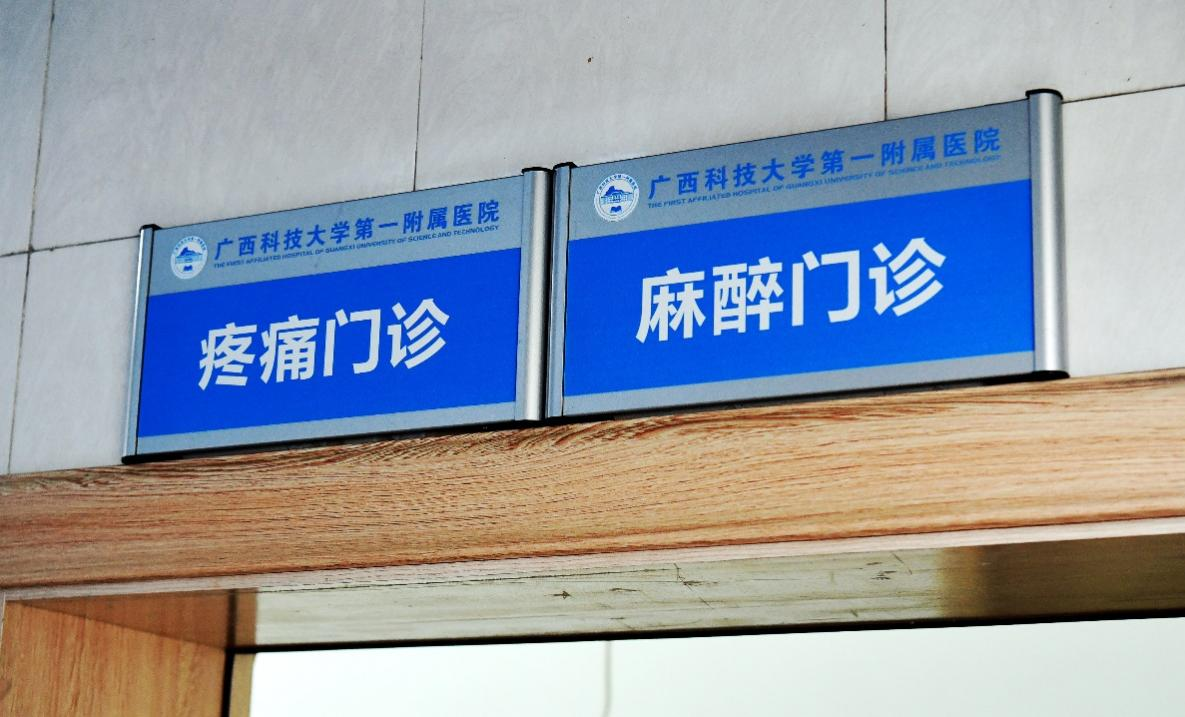 广西科技大学第一附属医院
THE FIRST AFFILIATED HOSPITAL OF GUANGXI UNIVERSITY OF SCIENCE AND TECHNOLOGY
疼痛门诊
广西科技大学第一附属医院
THE FIRST AFFILIATED HOSPITAL OF GUANGXI UNIVERSITY OF SCIENCE AND TECHNOLOGY
麻醉门诊